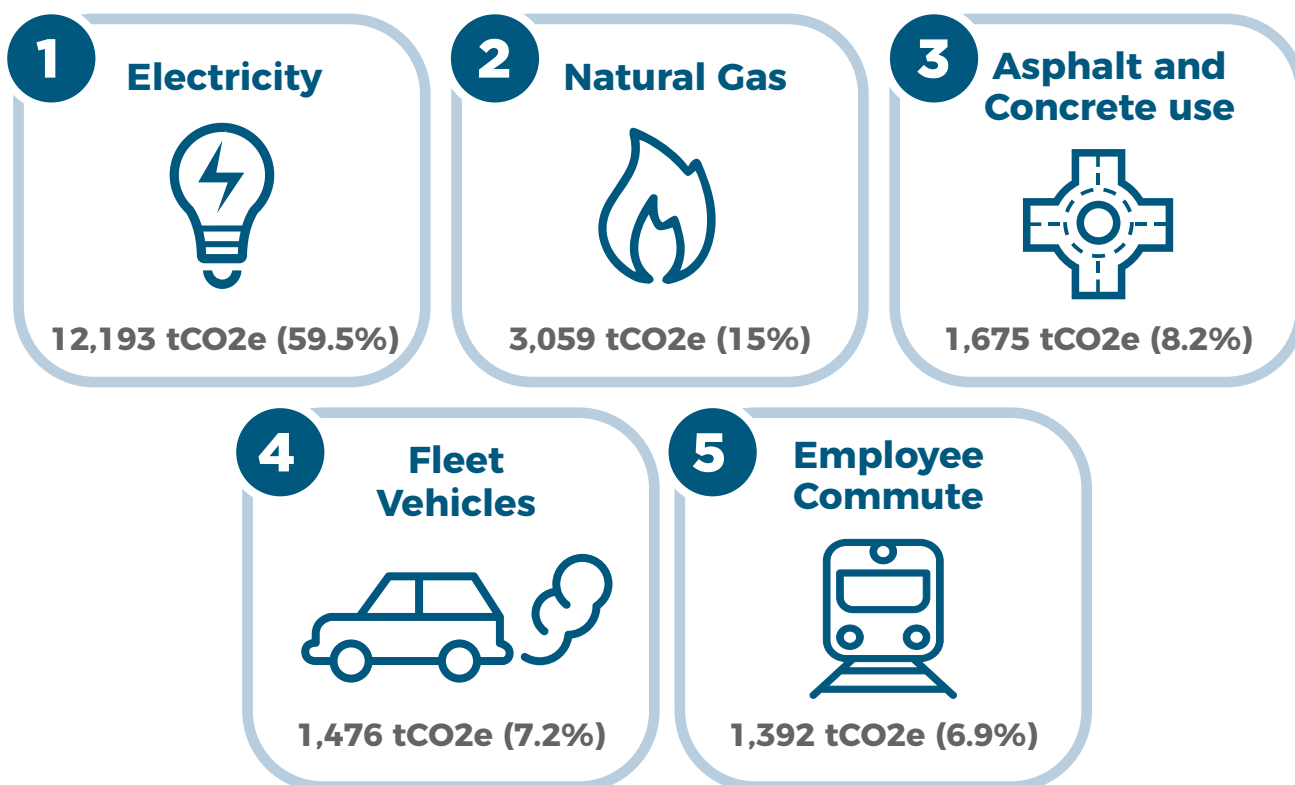 1
Electricity
12,193 tCO2e (59.5%)
2
Natural Gas
3,059 tCO2e (15%)
3
Asphalt and
Concrete use
1,675 tCO2e (8.2%)
4
Fleet
Vehicles
1,476 tCO2e (7.2%)
5
Employee
Commute
1,392 tCO2e (6.9%)